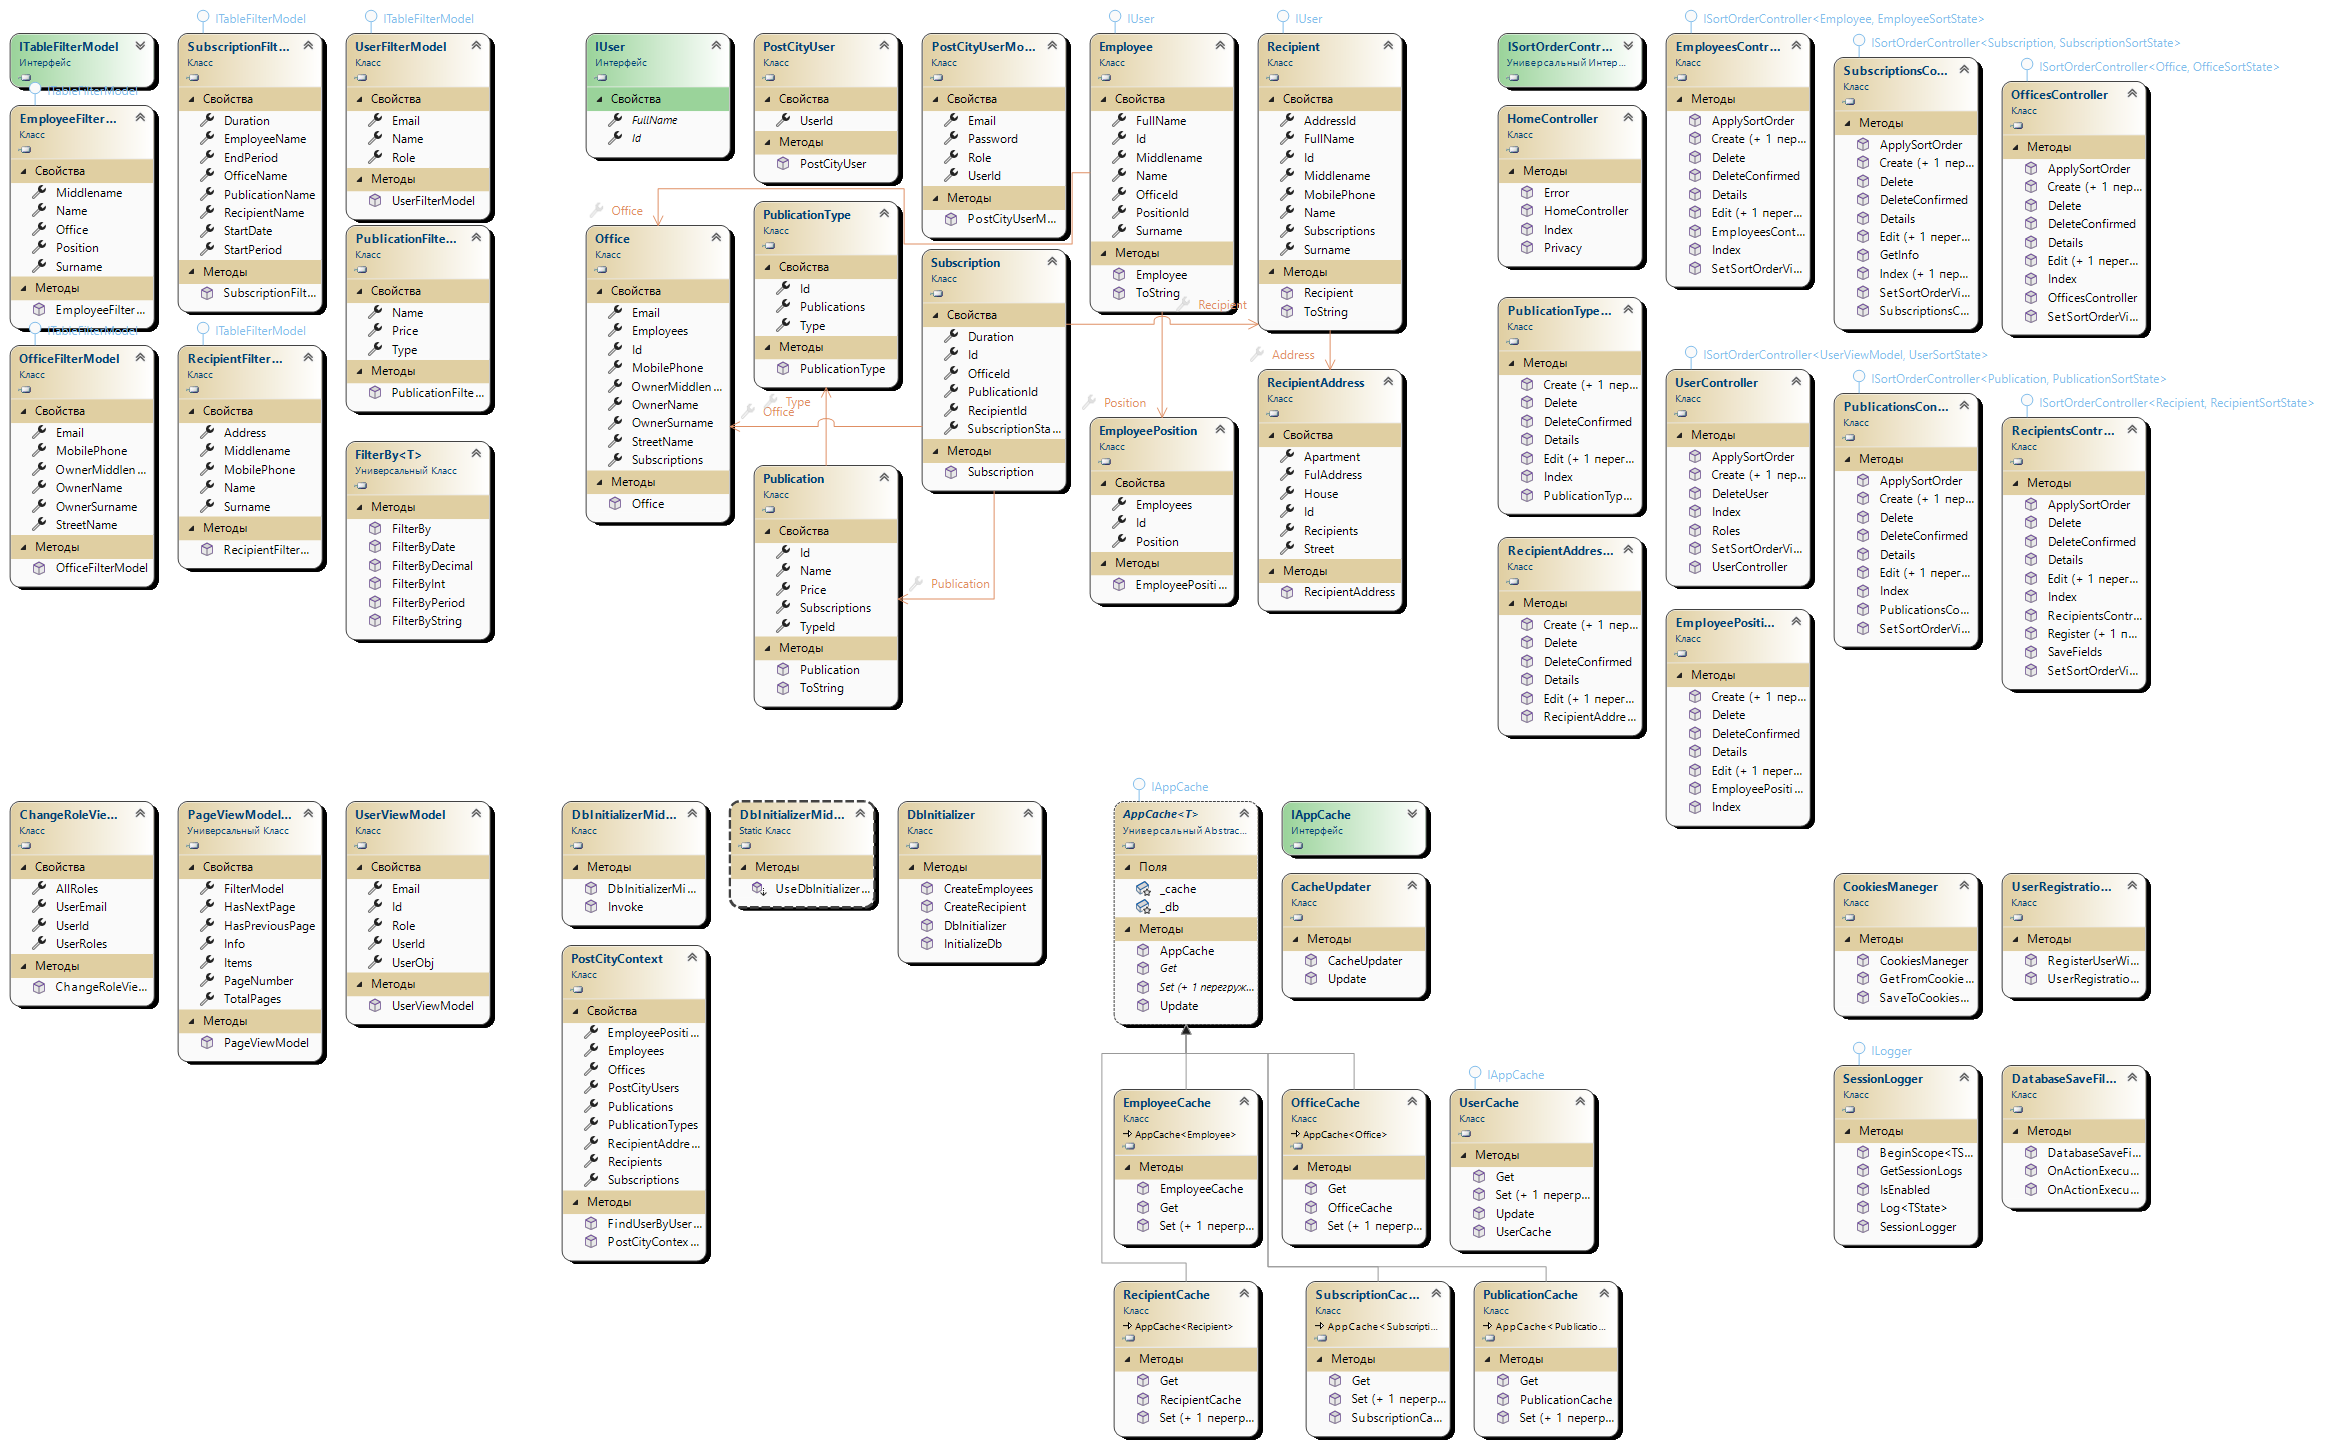 ITableFilterModel
Интерфейс
ITableFilterModel
SubscriptionFilt...
Класс
Свойства
Duration
EmployeeName
EndPeriod
OfficeName
PublicationName
RecipientName
StartDate
StartPeriod
Методы
SubscriptionFilt...
ITableFilterModel
UserFilterModel
Класс
Свойства
Email
Name
Role
Методы
UserFilterModel
ITableFilterModel
EmployeeFilter...
Класс
Свойства
Middlename
Name
Office
Position
Surname
Методы
EmployeeFilter...
PublicationFilte...
Класс
Свойства
Name
Price
Type
Методы
PublicationFilte...
ITableFilterModel
OfficeFilterModel
Класс
Свойства
Email
MobilePhone
OwnerMiddlen...
OwnerName
OwnerSurname
StreetName
Методы
OfficeFilterModel
ITableFilterModel
RecipientFilter...
Класс
Свойства
Address
Middlename
MobilePhone
Name
Surname
Методы
RecipientFilter...
FilterBy<T>
Универсальный Класс
Методы
FilterBy
FilterByDate
FilterByDecimal
FilterByInt
FilterByPeriod
FilterByString
IUser
Интерфейс
Свойства
FullName
Id
PostCityUser
Класс
Свойства
UserId
Методы
PostCityUser
PostCityUserMo...
Класс
Свойства
Email
Password
Role
UserId
Методы
PostCityUserM...
IUser
Employee
Класс
Свойства
FullName
Id
Middlename
Name
OfficeId
PositionId
Surname
Методы
Employee
ToString
IUser
Recipient
Класс
Свойства
AddressId
FullName
Id
Middlename
MobilePhone
Name
Subscriptions
Surname
Методы
Recipient
ToString
Office
Office
Класс
Свойства
Email
Employees
Id
MobilePhone
OwnerMiddlen...
OwnerName
OwnerSurname
StreetName
Subscriptions
Методы
Office
PublicationType
Класс
Свойства
Id
Publications
Type
Методы
PublicationType
Type
Office
Subscription
Класс
Свойства
Duration
Id
OfficeId
PublicationId
RecipientId
SubscriptionSta...
Методы
Subscription
Recipient
Address
Position
Publication
Publication
Класс
Свойства
Id
Name
Price
Subscriptions
TypeId
Методы
Publication
ToString
EmployeePosition
Класс
Свойства
Employees
Id
Position
Методы
EmployeePositi...
RecipientAddress
Класс
Свойства
Apartment
FulAddress
House
Id
Recipients
Street
Методы
RecipientAddress
ISortOrderContr...
Универсальный Интер...
HomeController
Класс
Методы
Error
HomeController
Index
Privacy
PublicationType...
Класс
Методы
Create (+ 1 пер...
Delete
DeleteConfirmed
Details
Edit (+ 1 перег...
Index
PublicationTyp...
RecipientAddres...
Класс
Методы
Create (+ 1 пер...
Delete
DeleteConfirmed
Details
Edit (+ 1 перег...
RecipientAddre...
ISortOrderController<Employee, EmployeeSortState>
EmployeesContr...
Класс
Методы
ApplySortOrder
Create (+ 1 пер...
Delete
DeleteConfirmed
Details
Edit (+ 1 перег...
EmployeesCont...
Index
SetSortOrderVi...
ISortOrderController<Subscription, SubscriptionSortState>
SubscriptionsCo...
Класс
Методы
ApplySortOrder
Create (+ 1 пер...
Delete
DeleteConfirmed
Details
Edit (+ 1 перег...
GetInfo
Index (+ 1 пер...
SetSortOrderVi...
SubscriptionsC...
ISortOrderController<Office, OfficeSortState>
OfficesController
Класс
Методы
ApplySortOrder
Create (+ 1 пер...
Delete
DeleteConfirmed
Details
Edit (+ 1 перег...
Index
OfficesController
SetSortOrderVi...
ISortOrderController<UserViewModel, UserSortState>
UserController
Класс
Методы
ApplySortOrder
Create (+ 1 пер...
DeleteUser
Index
Roles
SetSortOrderVi...
UserController
ISortOrderController<Publication, PublicationSortState>
PublicationsCon...
Класс
Методы
ApplySortOrder
Create (+ 1 пер...
Delete
DeleteConfirmed
Details
Edit (+ 1 перег...
Index
PublicationsCo...
SetSortOrderVi...
ISortOrderController<Recipient, RecipientSortState>
RecipientsContr...
Класс
Методы
ApplySortOrder
Delete
DeleteConfirmed
Details
Edit (+ 1 перег...
Index
RecipientsContr...
Register (+ 1 п...
SaveFields
SetSortOrderVi...
EmployeePositi...
Класс
Методы
Create (+ 1 пер...
Delete
DeleteConfirmed
Details
Edit (+ 1 перег...
EmployeePositi...
Index
ChangeRoleVie...
Класс
Свойства
AllRoles
UserEmail
UserId
UserRoles
Методы
ChangeRoleVie...
PageViewModel...
Универсальный Класс
Свойства
FilterModel
HasNextPage
HasPreviousPage
Info
Items
PageNumber
TotalPages
Методы
PageViewModel
UserViewModel
Класс
Свойства
Email
Id
Role
UserId
UserObj
Методы
UserViewModel
DbInitializerMid...
Класс
Методы
DbInitializerMi...
Invoke
DbInitializerMid...
Static Класс
Методы
UseDbInitializer...
DbInitializer
Класс
Методы
CreateEmployees
CreateRecipient
DbInitializer
InitializeDb
PostCityContext
Класс
Свойства
EmployeePositi...
Employees
Offices
PostCityUsers
Publications
PublicationTypes
RecipientAddre...
Recipients
Subscriptions
Методы
FindUserByUser...
PostCityContex...
IAppCache
AppCache<T>
Универсальный Abstrac...
Поля
_cache
_db
Методы
AppCache
Get
Set (+ 1 перегруж...
Update
IAppCache
Интерфейс
CacheUpdater
Класс
Методы
CacheUpdater
Update
EmployeeCache
Класс
AppCache<Employee>
Методы
EmployeeCache
Get
Set (+ 1 перегр...
OfficeCache
Класс
AppCache<Office>
Методы
Get
OfficeCache
Set (+ 1 перегр...
IAppCache
UserCache
Класс
Методы
Get
Set (+ 1 перегр...
Update
UserCache
RecipientCache
Класс
AppCache<Recipient>
Методы
Get
RecipientCache
Set (+ 1 перегр...
SubscriptionCac...
Класс
AppCache<Subscripti...
Методы
Get
Set (+ 1 перегр...
SubscriptionCa...
PublicationCache
Класс
AppCache<Publicatio...
Методы
Get
PublicationCache
Set (+ 1 перегр...
CookiesManeger
Класс
Методы
CookiesManeger
GetFromCookie...
SaveToCookies...
UserRegistratio...
Класс
Методы
RegisterUserWi...
UserRegistratio...
ILogger
SessionLogger
Класс
Методы
BeginScope<TS...
GetSessionLogs
IsEnabled
Log<TState>
SessionLogger
DatabaseSaveFil...
Класс
Методы
DatabaseSaveFi...
OnActionExecu...
OnActionExecu...